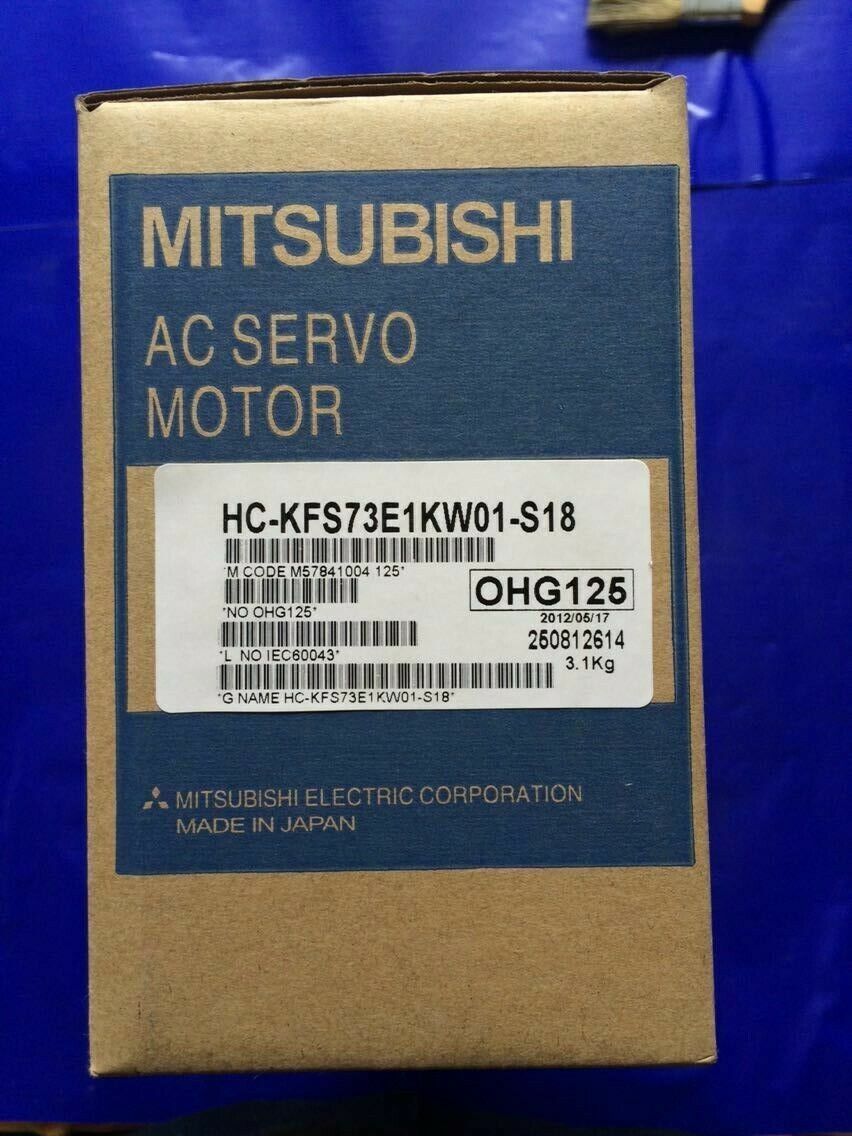 MITSUBISHI
AC SERVO
MOTOR
HC-KFS73E1KW01-S18
*M CODE M57841004 125*
OHG125
*NO OHG125*
2012/05/17
250812614
*L NO IEC60043*
3.1Kg
*G NAME HC-KFS73E1KW01-S18*
MITSUBISHI ELECTRIC CORPORATION
MADE IN JAPAN